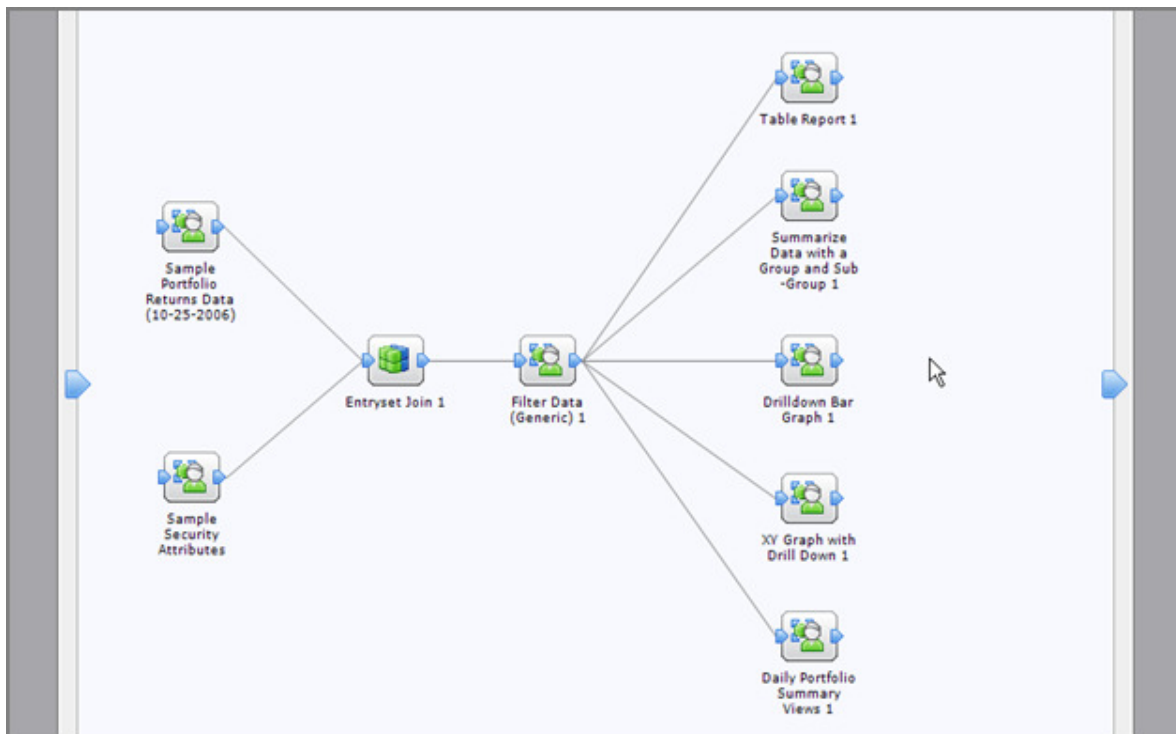 Table Report 1
Summarize
Data with a
Group and Sub
-Group 1
Sample
Portfolio
Returns Data
(10-25-2006)
Entryset Join 1
Filter Data
(Generic) 1
Drilldown Bar
Graph 1
Sample
Security
Attributes
XY Graph with
Drill Down 1
Daily Portfolio
Summary
Views 1